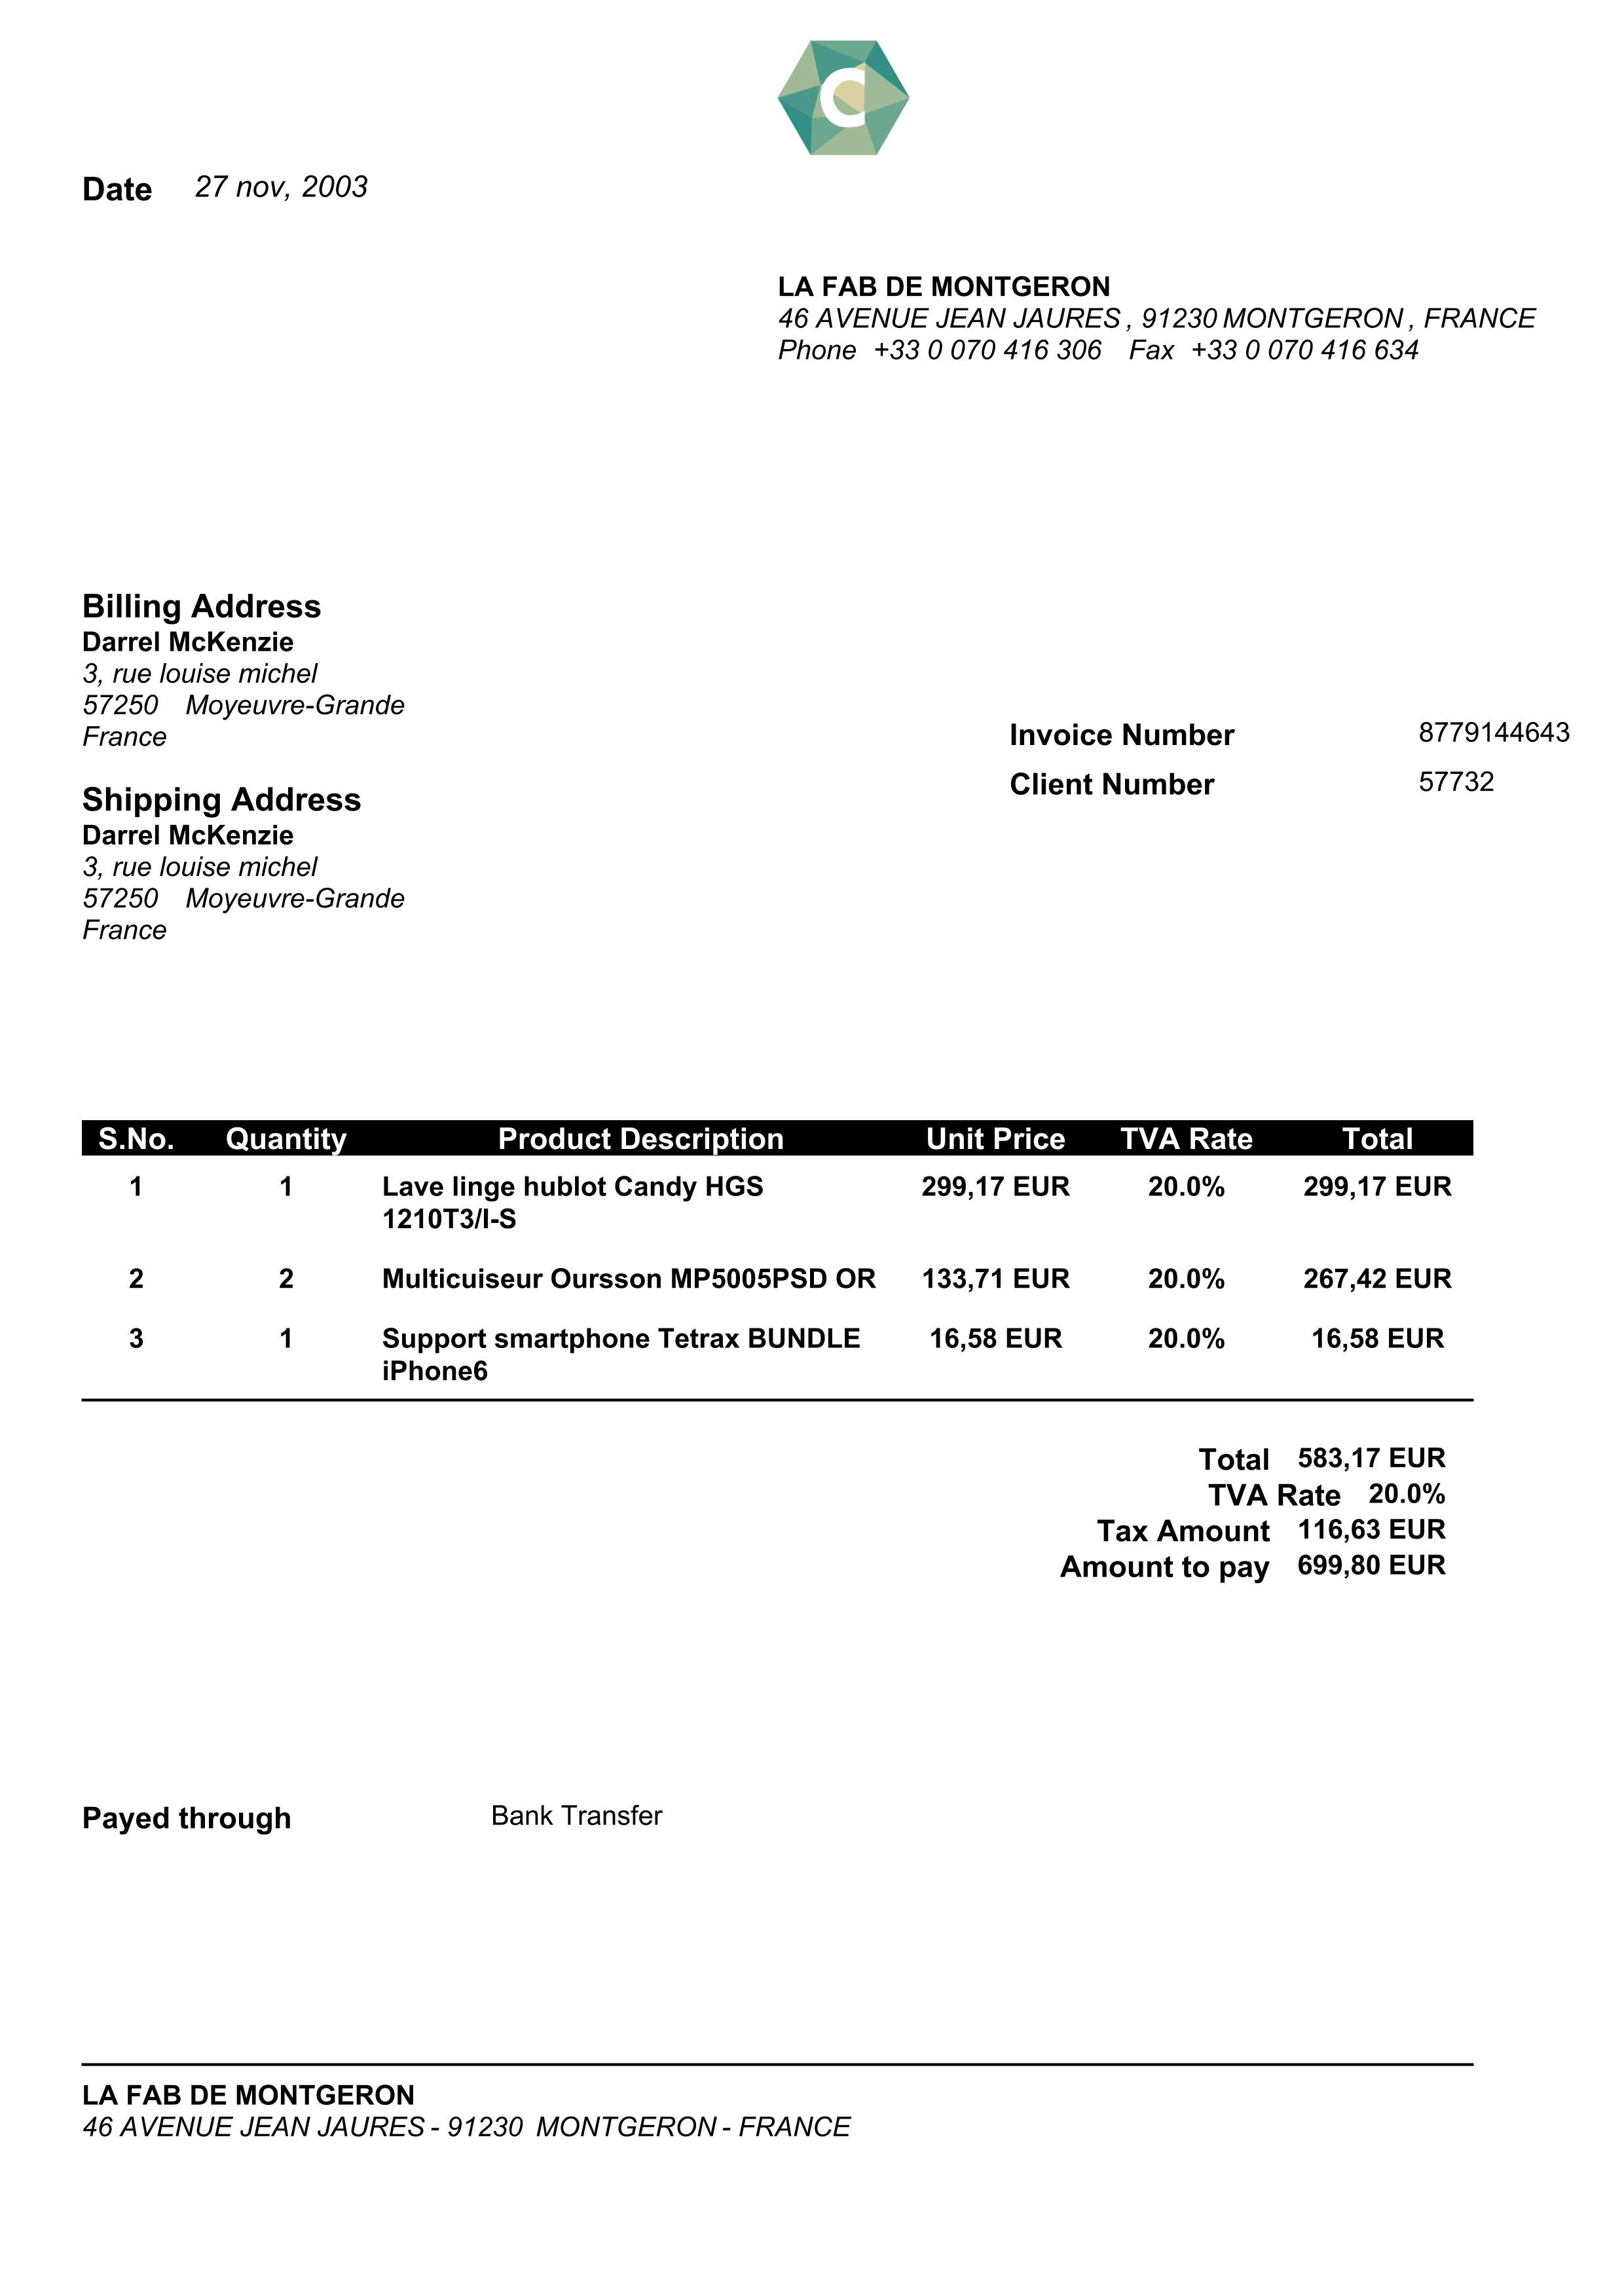 C
Date 27 nov, 2003
LA FAB DE MONTGERON
46 AVENUE JEAN JAURES , 91230 MONTGERON , FRANCE
Phone +33 0 070 416 306 Fax +33 0 070 416 634
Billing Address
Darrel McKenzie
3, rue louise michel
57250 Moyeuvre-Grande
France
Invoice Number 8779144643
Client Number 57732
Shipping Address
Darrel McKenzie
3, rue louise michel
57250 Moyeuvre-Grande
France
S.No. Quantity Product Description Unit Price TVA Rate Total
1 1 Lave linge hublot Candy HGS 299,17 EUR 20.0% 299,17 EUR
1210T3/I-S
2 2 Multicuiseur Oursson MP5005PSD OR 133,71 EUR 20.0% 267,42 EUR
3 1 Support smartphone Tetrax BUNDLE 16,58 EUR 20.0% 16,58 EUR
iPhone6
Total 583,17 EUR
TVA Rate 20.0%
Tax Amount 116,63 EUR
Amount to pay 699,80 EUR
Payed through Bank Transfer
LA FAB DE MONTGERON
46 AVENUE JEAN JAURES - 91230 MONTGERON - FRANCE